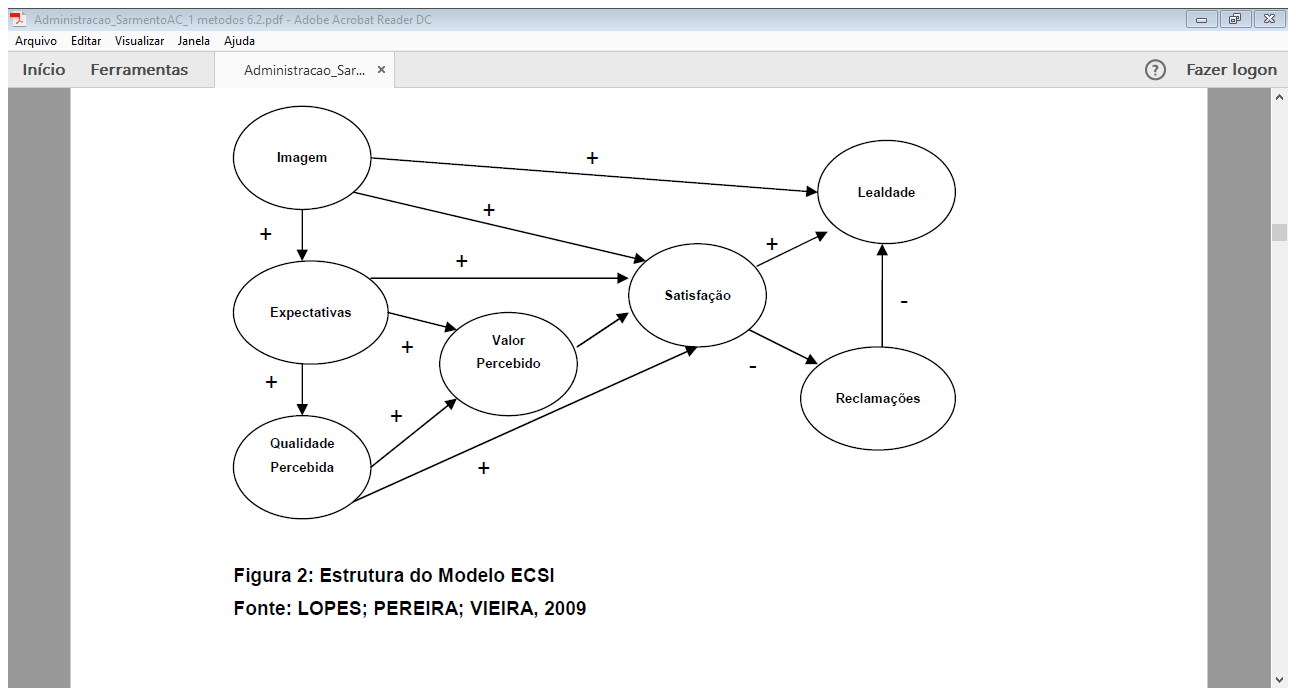 Administracao_SarmentoAC_1 metodos 6.2.pdf - Adobe Acrobat Reader DC
Arquivo Editar Visualizar Janela Ajuda
Início Ferramentas Administracao_Sar... × ? Fazer logon
Imagem
+
Lealdade
+
+
+
+
Satisfação
Expectativas
Valor
Percebido
+
-
+
-
Reclamações
+
Qualidade
Percebida
+
Figura 2: Estrutura do Modelo ECSI
Fonte: LOPES; PEREIRA; VIEIRA, 2009